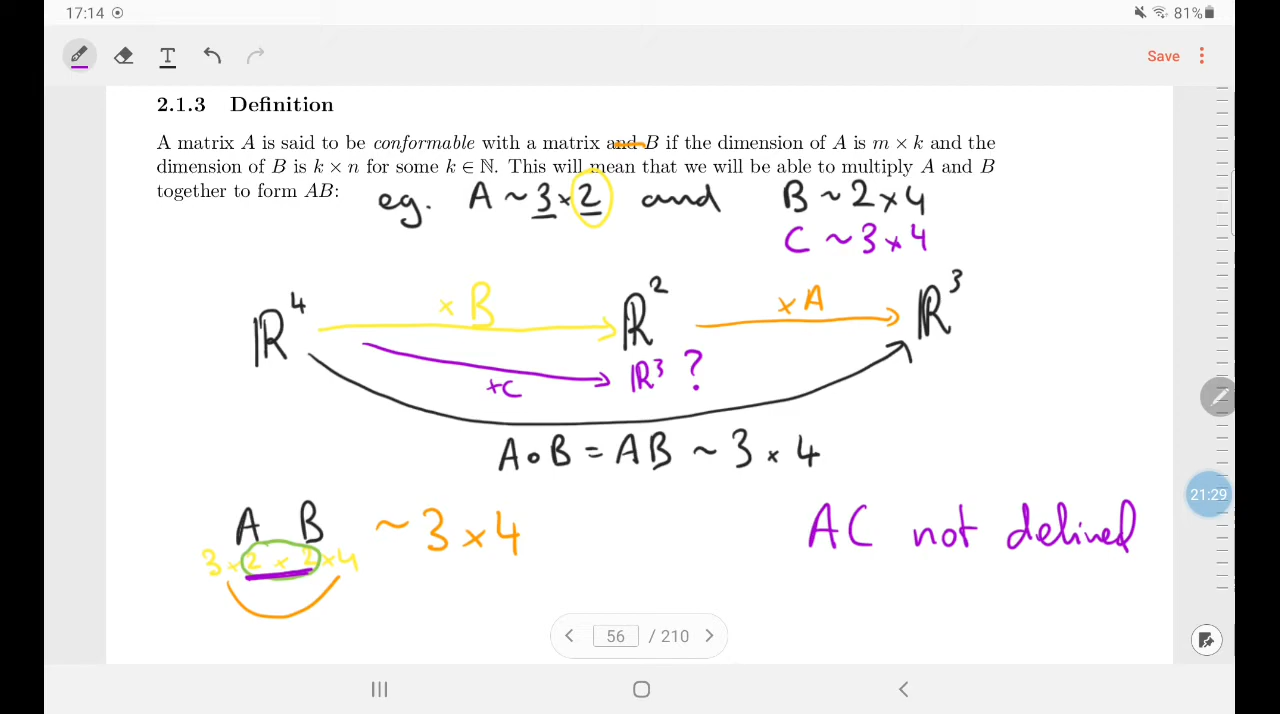 17:14 81%
T Save
2.1.3 Definition
A matrix A is said to be conformable with a matrix and B if the dimension of A is m × k and the
dimension of B is k × n for some k ∈ ℕ. This will mean that we will be able to multiply A and B
together to form AB:
eg. A ~ 3 × 2 and B ~ 2 × 4
C ~ 3 × 4
ℝ⁴ × B ℝ² × A ℝ³
×C ℝ³ ?
A ∘ B = AB ~ 3 × 4
A B ~ 3 × 4 AC not defined
3 × 2 × 2 × 4
21:29
56 / 210